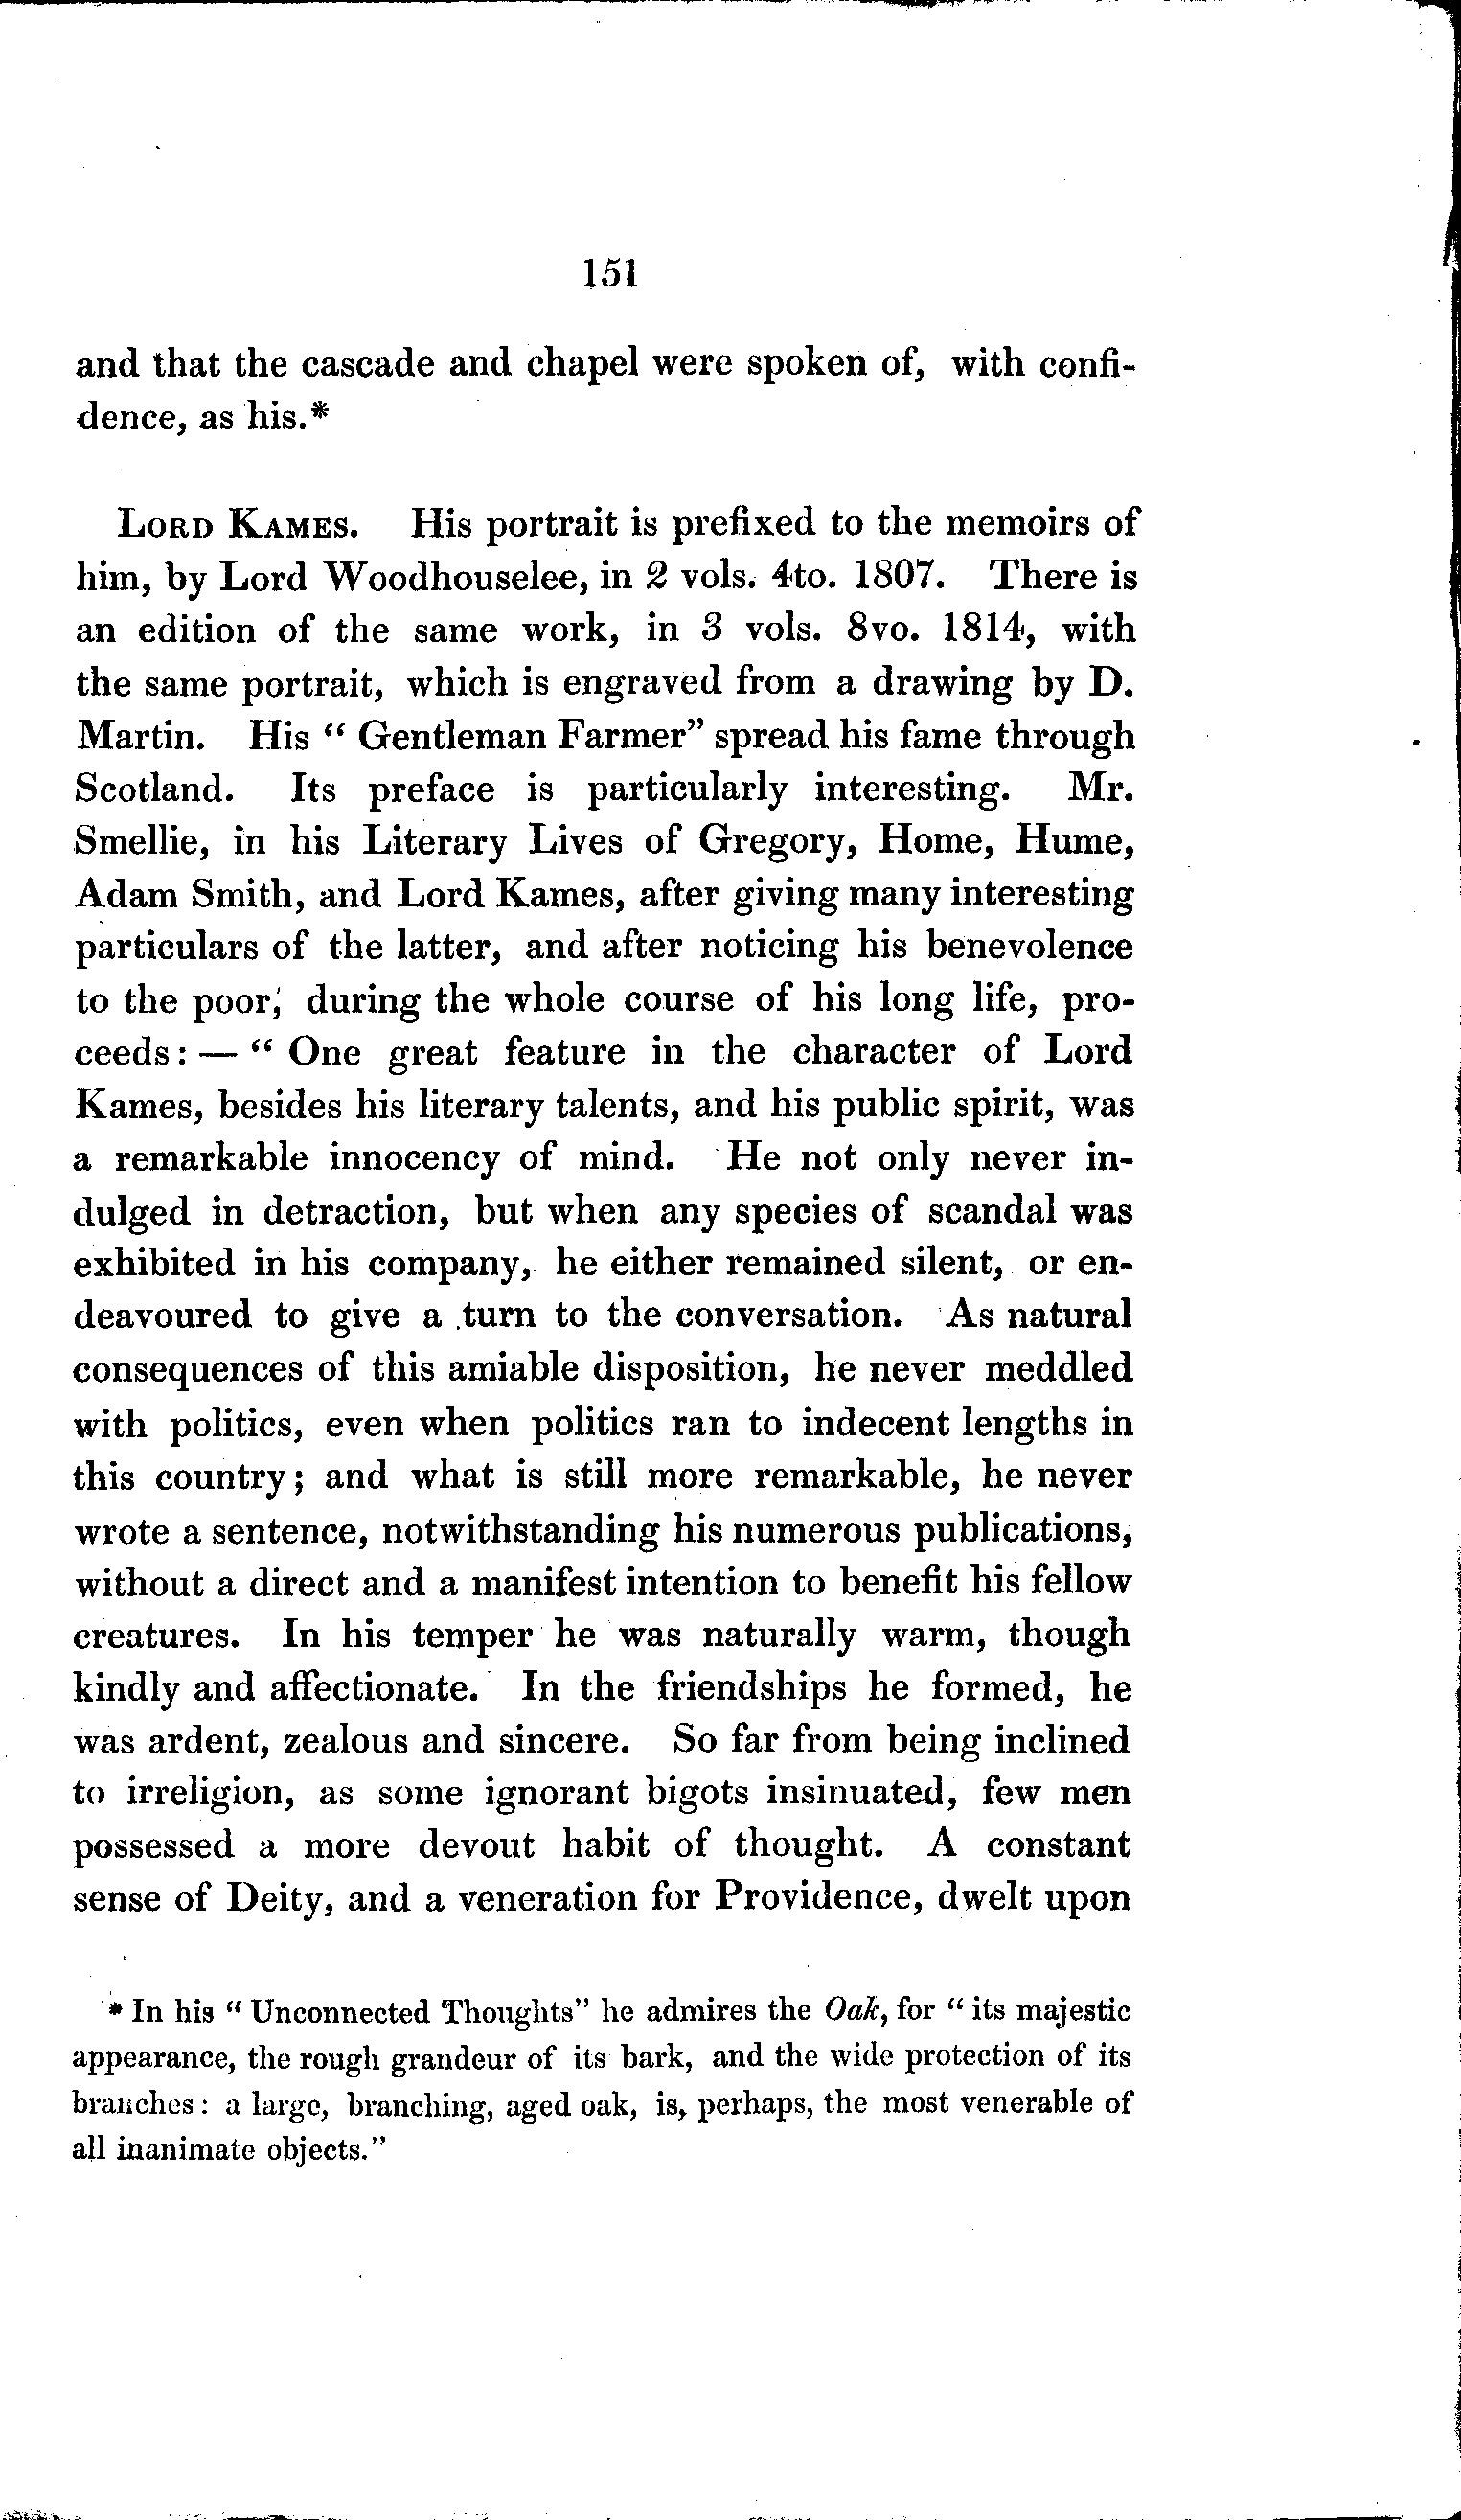 151
and that the cascade and chapel were spoken of, with confi-
dence, as his.*
LORD KAMES. His portrait is prefixed to the memoirs of
him, by Lord Woodhouselee, in 2 vols. 4to. 1807. There is
an edition of the same work, in 3 vols. 8vo. 1814, with
the same portrait, which is engraved from a drawing by D.
Martin. His “ Gentleman Farmer” spread his fame through
Scotland. Its preface is particularly interesting. Mr.
Smellie, in his Literary Lives of Gregory, Home, Hume,
Adam Smith, and Lord Kames, after giving many interesting
particulars of the latter, and after noticing his benevolence
to the poor, during the whole course of his long life, pro-
ceeds: — “ One great feature in the character of Lord
Kames, besides his literary talents, and his public spirit, was
a remarkable innocency of mind. He not only never in-
dulged in detraction, but when any species of scandal was
exhibited in his company, he either remained silent, or en-
deavoured to give a turn to the conversation. As natural
consequences of this amiable disposition, he never meddled
with politics, even when politics ran to indecent lengths in
this country; and what is still more remarkable, he never
wrote a sentence, notwithstanding his numerous publications,
without a direct and a manifest intention to benefit his fellow
creatures. In his temper he was naturally warm, though
kindly and affectionate. In the friendships he formed, he
was ardent, zealous and sincere. So far from being inclined
to irreligion, as some ignorant bigots insinuated, few men
possessed a more devout habit of thought. A constant
sense of Deity, and a veneration for Providence, dwelt upon
* In his “ Unconnected Thoughts” he admires the Oak, for “ its majestic
appearance, the rough grandeur of its bark, and the wide protection of its
branches: a large, branching, aged oak, is, perhaps, the most venerable of
all inanimate objects.”